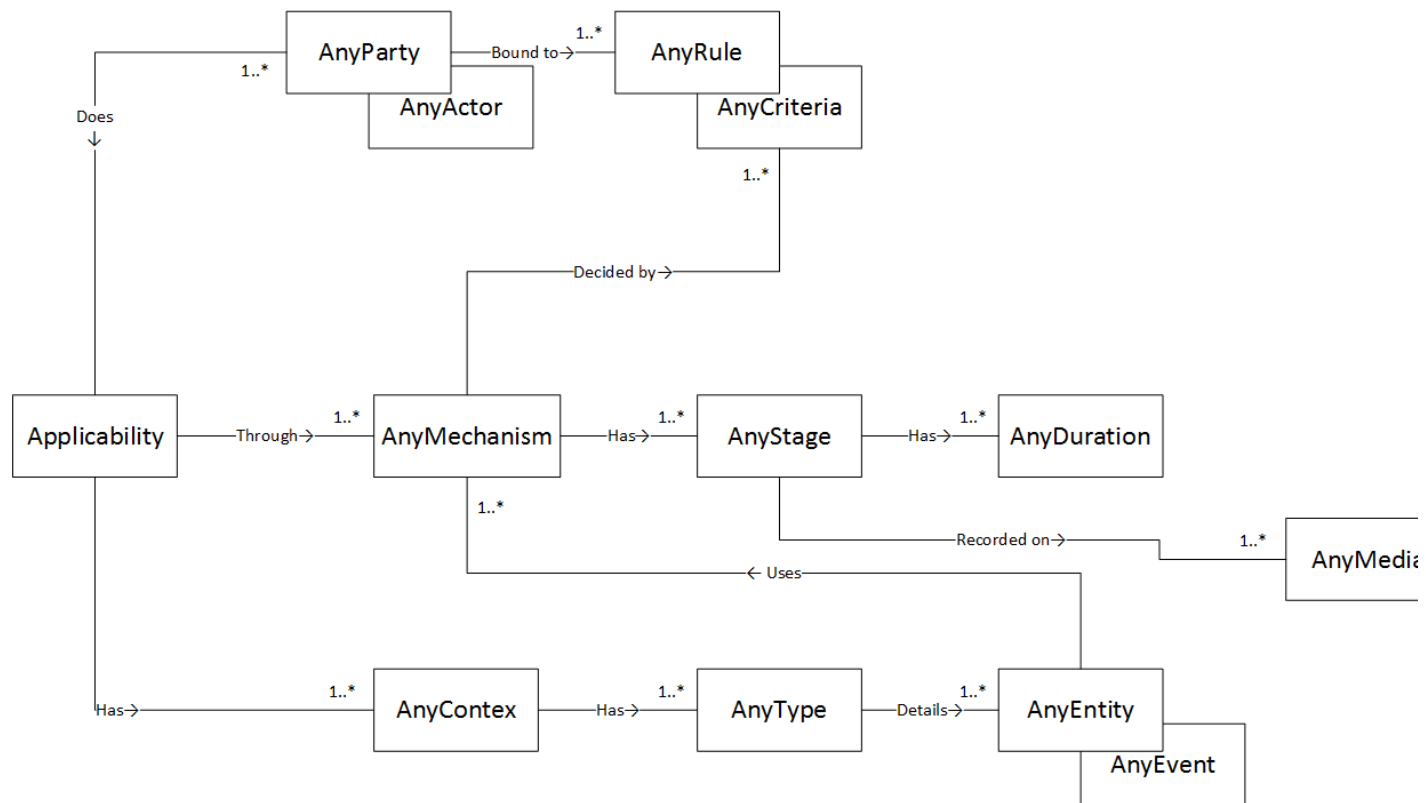 AnyParty
Bound to
1..*
AnyRule
1..*
AnyActor
AnyCriteria
Does
1..*
Decided by
Applicability
Through
1..*
AnyMechanism
Has
1..*
AnyStage
Has
1..*
AnyDuration
1..*
Recorded on
1..*
AnyMedia
Uses
Has
1..*
AnyContex
Has
1..*
AnyType
Details
1..*
AnyEntity
AnyEvent